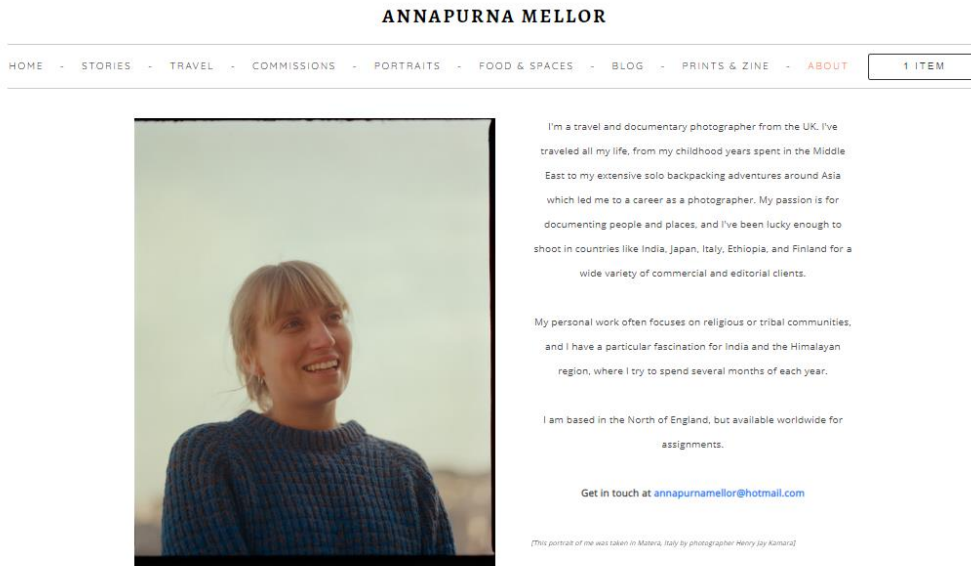 ANNAPURNA MELLOR
HOME - STORIES - TRAVEL - COMMISSIONS - PORTRAITS - FOOD & SPACES - BLOG - PRINTS & ZINE - ABOUT 1 ITEM
I'm a travel and documentary photographer from the UK. I've
traveled all my life, from my childhood years spent in the Middle
East to my extensive solo backpacking adventures around Asia
which led me to a career as a photographer. My passion is for
documenting people and places, and I've been lucky enough to
shoot in countries like India, Japan, Italy, Ethiopia, and Finland for a
wide variety of commercial and editorial clients.
My personal work often focuses on religious or tribal communities,
and I have a particular fascination for India and the Himalayan
region, where I try to spend several months of each year.
I am based in the North of England, but available worldwide for
assignments.
Get in touch at annapurnamellor@hotmail.com
[This portrait of me was taken in Matera, Italy by photographer Henry Jay Kamara]